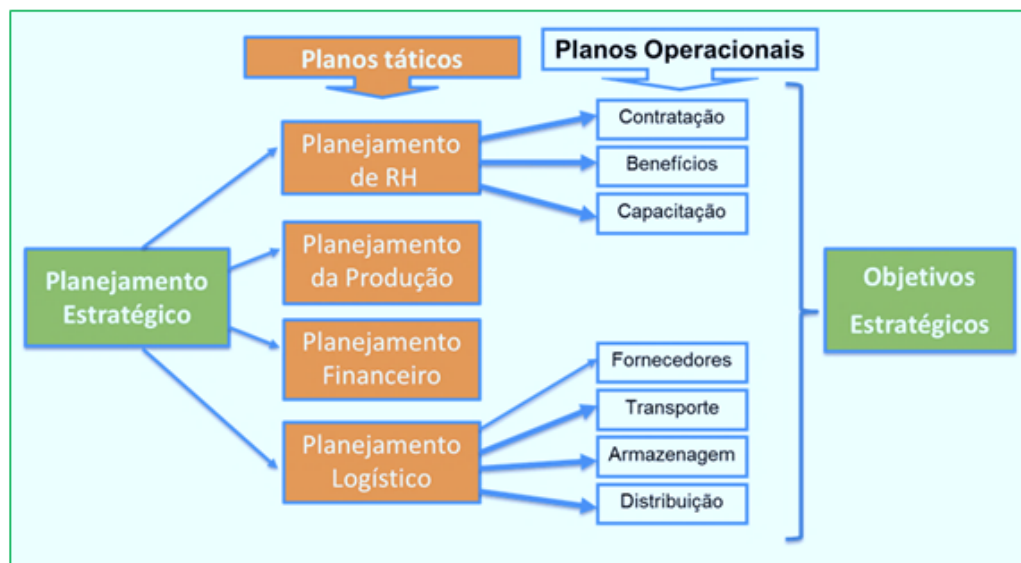 Planos táticos
Planos Operacionais
Planejamento
Estratégico
Planejamento
de RH
Planejamento
da Produção
Planejamento
Financeiro
Planejamento
Logístico
Contratação
Benefícios
Capacitação
Fornecedores
Transporte
Armazenagem
Distribuição
Objetivos
Estratégicos